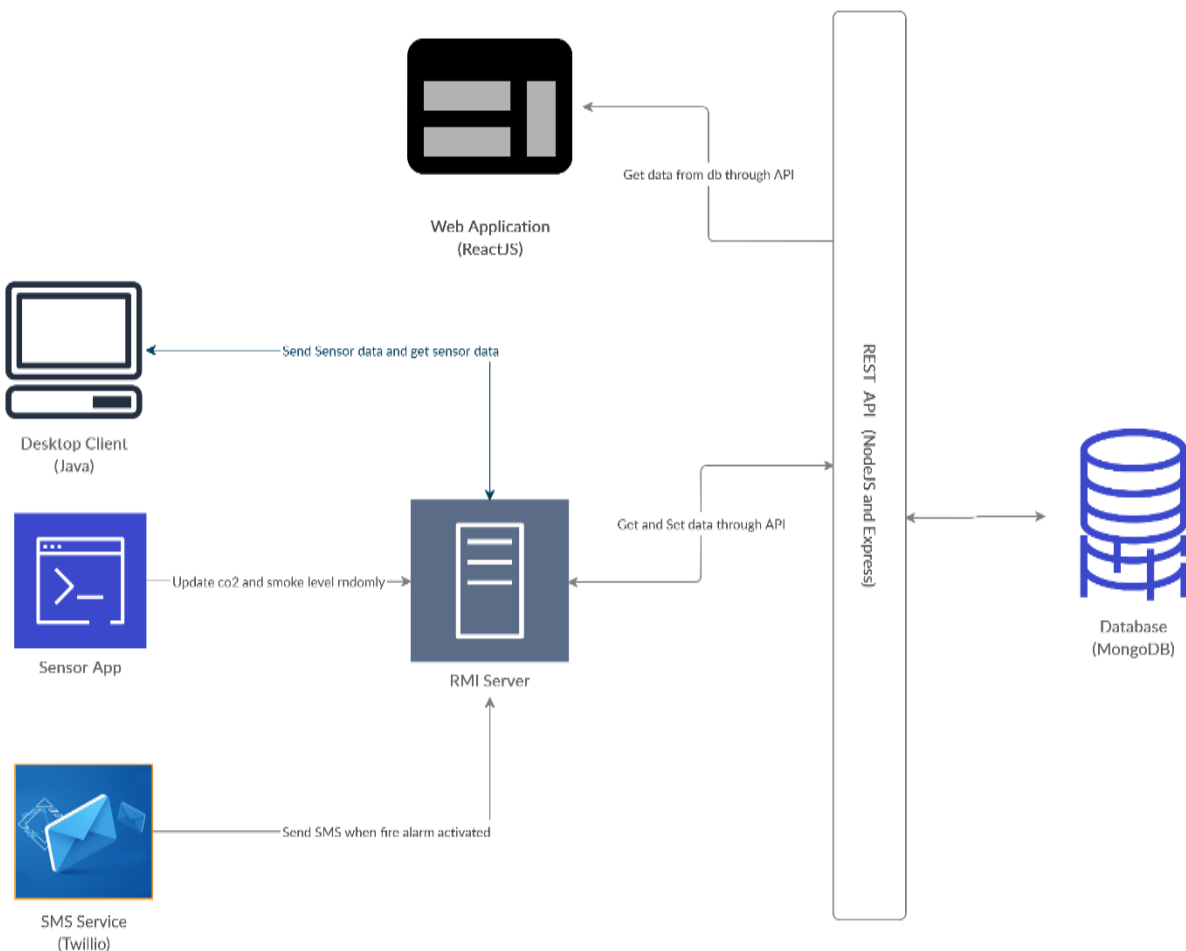 Get data from db through API
Web Application
(ReactJS)
Send Sensor data and get sensor data
REST API (NodeJS and Express)
Desktop Client
(Java)
Get and Set data through API
Update co2 and smoke level rndomly
Sensor App
RMI Server
Database
(MongoDB)
Send SMS when fire alarm activated
SMS Service
(Twillio)